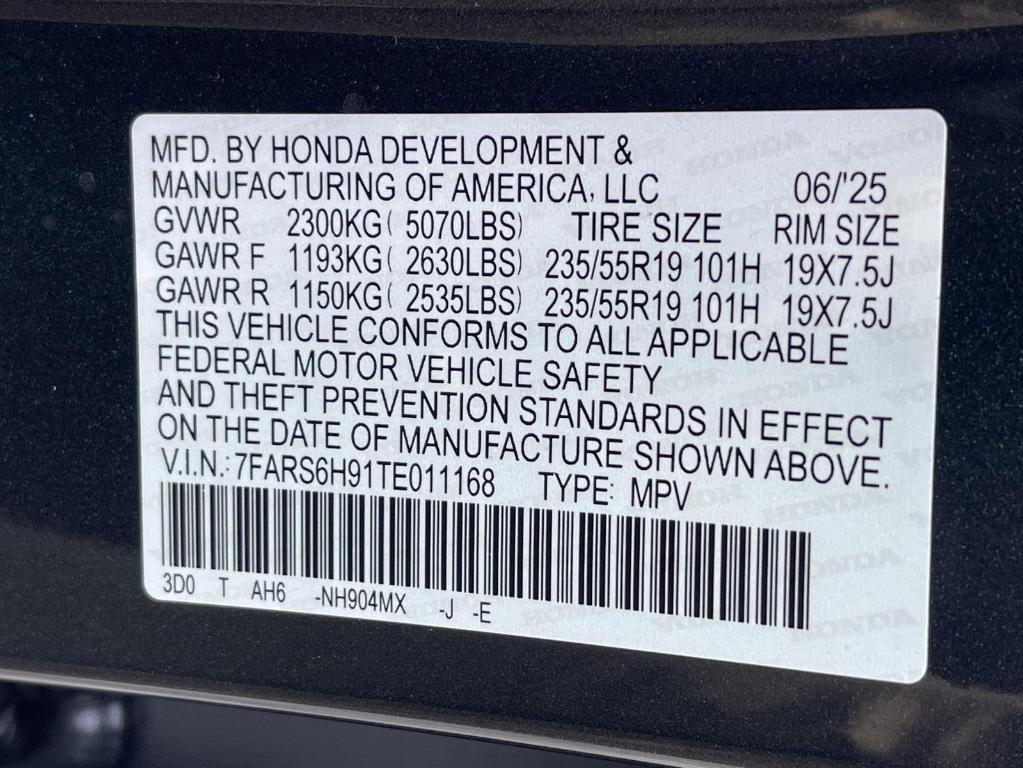 MFD. BY HONDA DEVELOPMENT &
MANUFACTURING OF AMERICA, LLC 06/'25
GVWR 2300KG( 5070LBS) TIRE SIZE RIM SIZE
GAWR F 1193KG( 2630LBS) 235/55R19 101H 19X7.5J
GAWR R 1150KG( 2535LBS) 235/55R19 101H 19X7.5J
THIS VEHICLE CONFORMS TO ALL APPLICABLE
FEDERAL MOTOR VEHICLE SAFETY
AND THEFT PREVENTION STANDARDS IN EFFECT
ON THE DATE OF MANUFACTURE SHOWN ABOVE.
V.I.N.: 7FARS6H91TE011168 TYPE: MPV
3D0 T AH6 -NH904MX -J -E